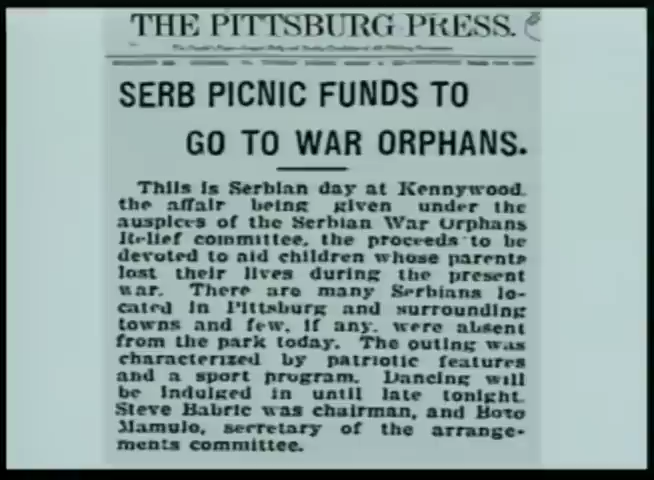 THE PITTSBURG PRESS.
SERB PICNIC FUNDS TO
GO TO WAR ORPHANS.
Thils is Serbian day at Kennywood,
the affair being given under the
auspices of the Serbian War Orphans
Relief committee, the proceeds to be
devoted to aid children whose parents
lost their lives during the present
war. There are many Serbians lo-
cated in Pittsburg and surrounding
towns and few, if any, were absent
from the park today. The outing was
characterized by patriotic features
and a sport program. Dancing will
be indulged in until late tonight.
Steve Babric was chairman, and Boto
Mamulo, secretary of the arrange-
ments committee.